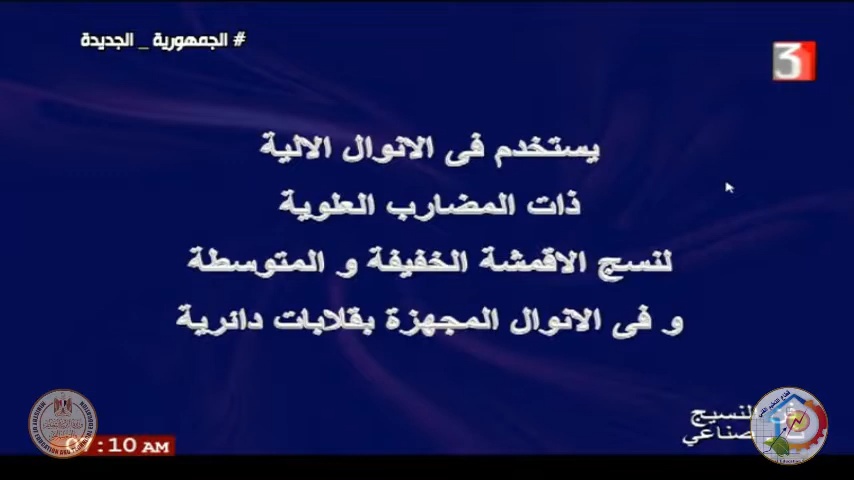 # الجمهورية _ الجديدة
3
يستخدم فى الانوال الالية
ذات المضارب العلوية
لنسج الاقمشة الخفيفة و المتوسطة
و فى الانوال المجهزة بقلابات دائرية
النسيج
صناعي
07:10 AM